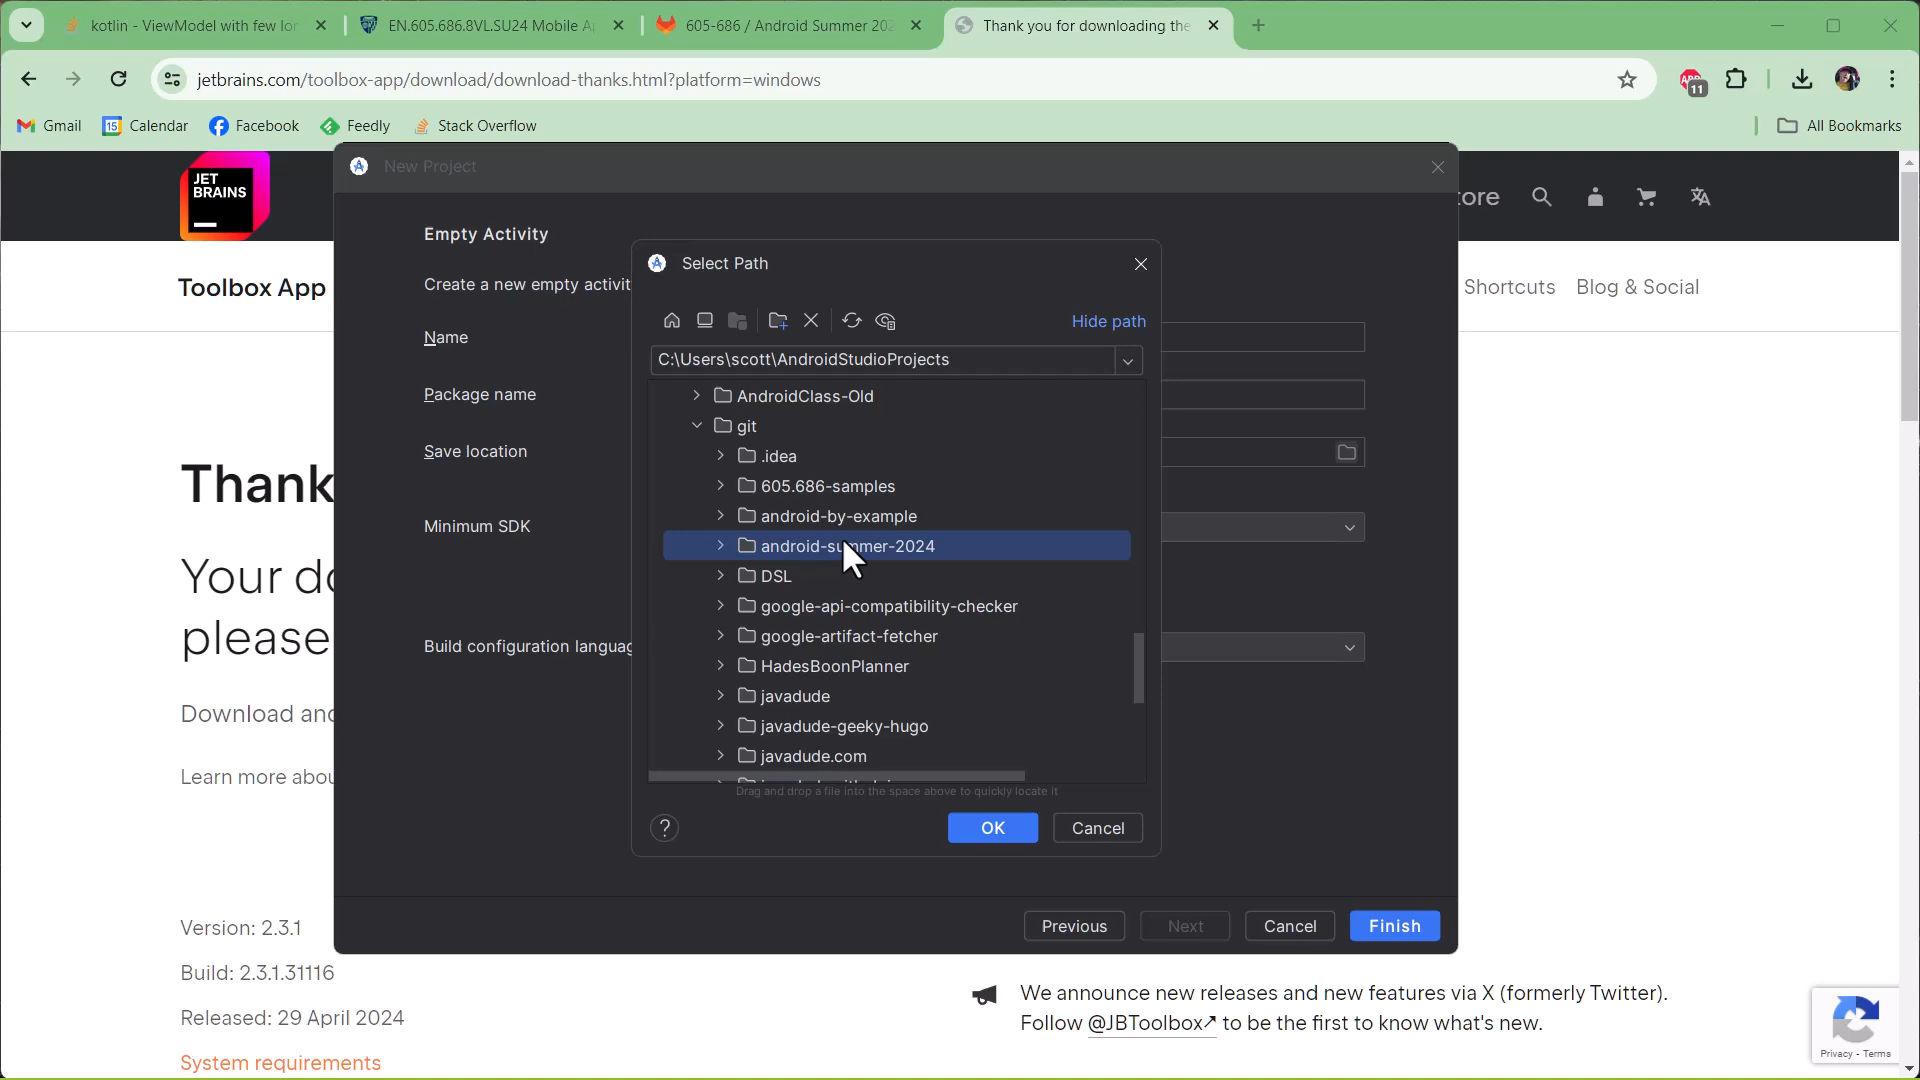 kotlin - ViewModel with few lon
EN.605.686.8VL.SU24 Mobile A
605-686 / Android Summer 202
Thank you for downloading the
jetbrains.com/toolbox-app/download/download-thanks.html?platform=windows
11
Gmail
15
Calendar
Facebook
Feedly
Stack Overflow
All Bookmarks
JET
BRAINS
New Project
tore
Toolbox App
Shortcuts
Blog & Social
Empty Activity
Create a new empty activit
Name
Package name
Save location
Minimum SDK
Build configuration languag
Select Path
Hide path
C:\Users\scott\AndroidStudioProjects
AndroidClass-Old
git
.idea
605.686-samples
android-by-example
android-summer-2024
DSL
google-api-compatibility-checker
google-artifact-fetcher
HadesBoonPlanner
javadude
javadude-geeky-hugo
javadude.com
Drag and drop a file into the space above to quickly locate it
?
OK
Cancel
Previous
Next
Cancel
Finish
Thank
Your do
please
Download and
Learn more abou
Version: 2.3.1
Build: 2.3.1.31116
Released: 29 April 2024
System requirements
We announce new releases and new features via X (formerly Twitter).
Follow @JBToolbox↗ to be the first to know what's new.
Privacy - Terms